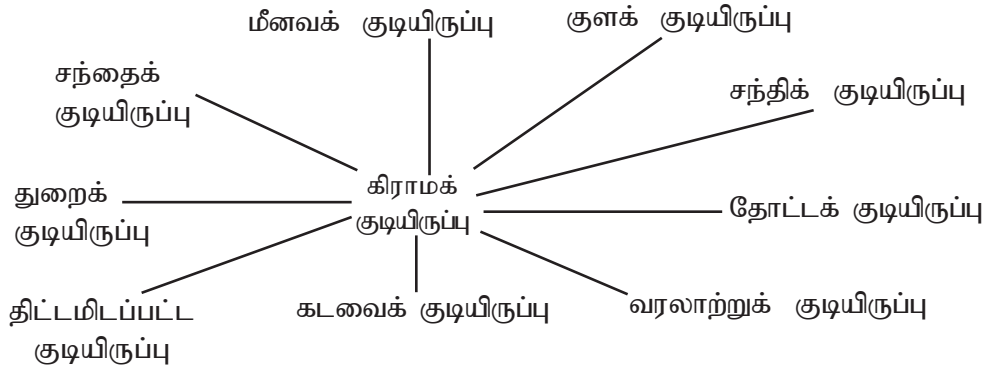 மீனவக் குடியிருப்பு
குளக் குடியிருப்பு
சந்தைக்
குடியிருப்பு
சந்திக் குடியிருப்பு
கிராமக்
குடியிருப்பு
துறைக்
குடியிருப்பு
தோட்டக் குடியிருப்பு
திட்டமிடப்பட்ட
குடியிருப்பு
கடவைக் குடியிருப்பு
வரலாற்றுக் குடியிருப்பு